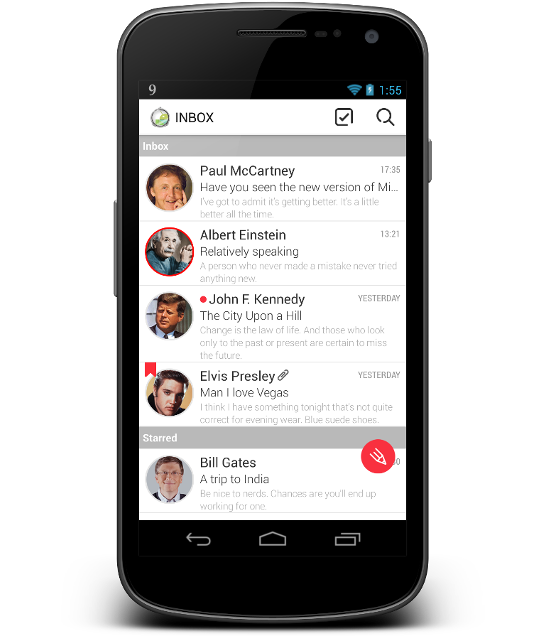 9 1:55
INBOX
Inbox
Paul McCartney 17:35
Have you seen the new version of Mi...
I've got to admit it's getting better. It's a little
better all the time.
Albert Einstein 13:21
Relatively speaking
A person who never made a mistake never tried
anything new
John F. Kennedy YESTERDAY
The City Upon a Hill
Change is the law of life. And those who look
only to the past or present are certain to miss
the future.
Elvis Presley YESTERDAY
Man I love Vegas
I think I have something tonight that's not quite
correct for evening wear. Blue suede shoes.
Starred
Bill Gates
A trip to India
Be nice to nerds. Chances are you'll end up
working for one.